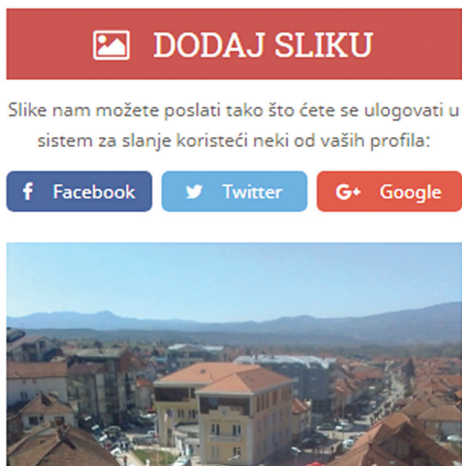 DODAJ SLIKU
Slike nam možete poslati tako što ćete se ulogovati u
sistem za slanje koristeći neki od vaših profila:
Facebook Twitter Google